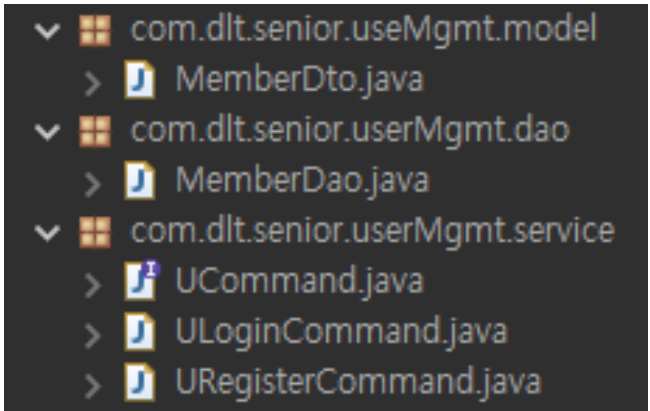 com.dlt.senior.useMgmt.model
MemberDto.java
com.dlt.senior.userMgmt.dao
MemberDao.java
com.dlt.senior.userMgmt.service
UCommand.java
ULoginCommand.java
URegisterCommand.java